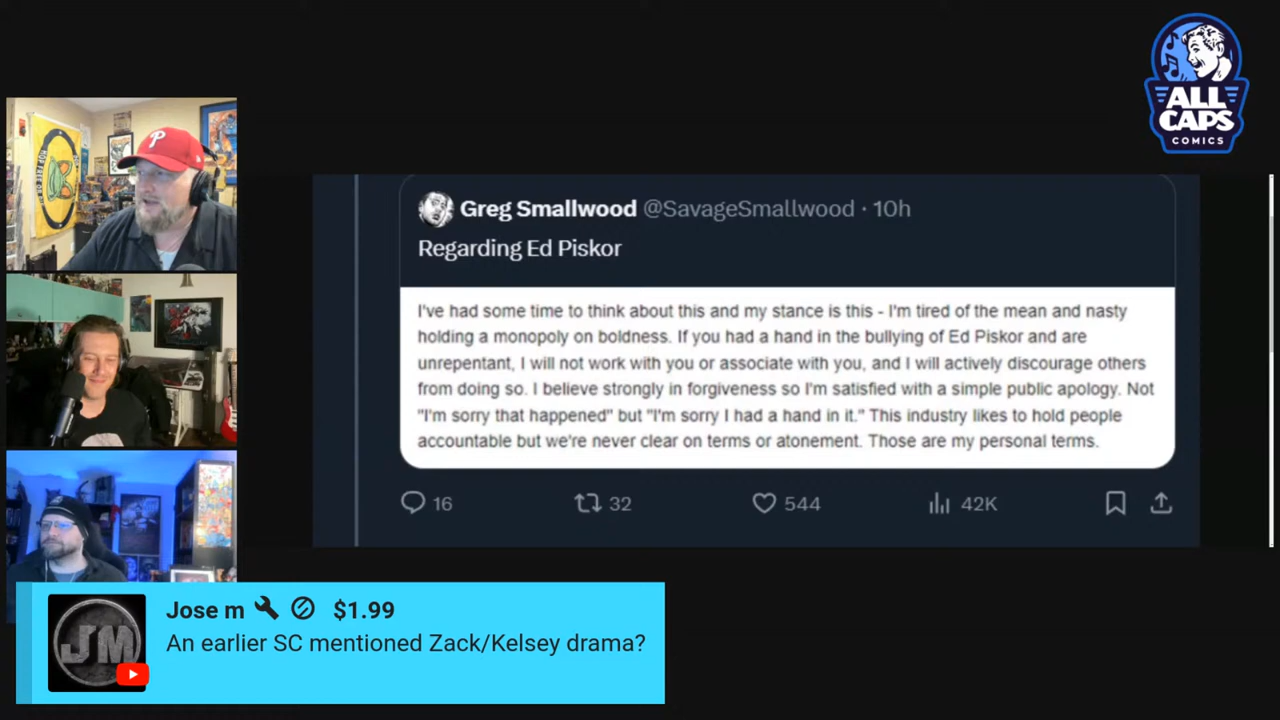 ALL
CAPS
COMICS
P
Greg Smallwood @SavageSmallwood · 10h
Regarding Ed Piskor
I've had some time to think about this and my stance is this - I'm tired of the mean and nasty
holding a monopoly on boldness. If you had a hand in the bullying of Ed Piskor and are
unrepentant, I will not work with you or associate with you, and I will actively discourage others
from doing so. I believe strongly in forgiveness so I'm satisfied with a simple public apology. Not
"I'm sorry that happened" but "I'm sorry I had a hand in it." This industry likes to hold people
accountable but we're never clear on terms or atonement. Those are my personal terms.
16 32 544 42K
JM
Jose m $1.99
An earlier SC mentioned Zack/Kelsey drama?